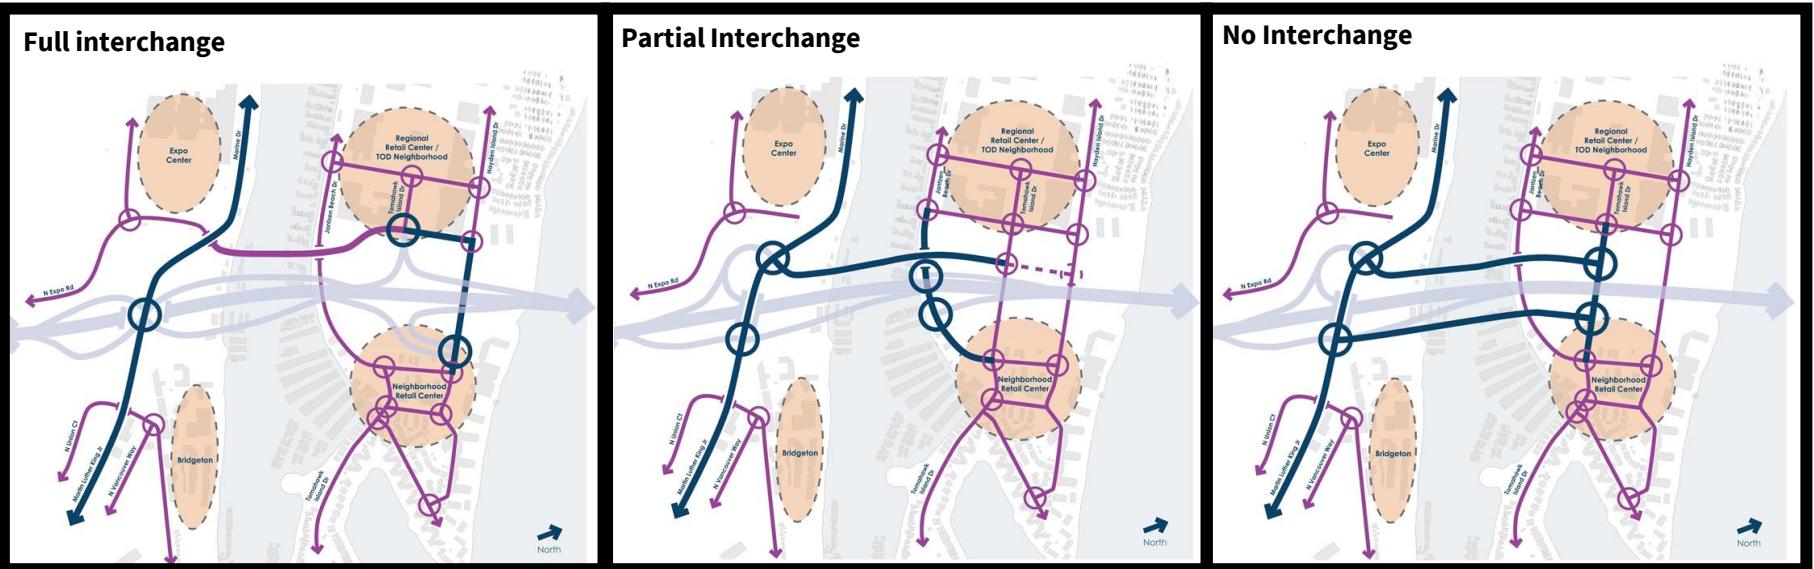 Full interchange
Expo
Center
Marine Dr
Regional
Retail Center /
TOD Neighborhood
Hayden Island Dr
Jantzen Beach Dr
Tomahawk
Island Dr
N Expo Rd
Neighborhood
Retail Center
N Union Ct
Martin Luther King Jr
N Vancouver Way
Bridgeton
Tomahawk
Island Dr
North
Partial Interchange
Expo
Center
Marine Dr
Regional
Retail Center /
TOD Neighborhood
Hayden Island Dr
Jantzen
Beach Dr
Tomahawk
Island Dr
N Expo Rd
Neighborhood
Retail Center
N Union Ct
Martin Luther King Jr
N Vancouver Way
Bridgeton
Tomahawk
Island Dr
North
No Interchange
Expo
Center
Marine Dr
Regional
Retail Center /
TOD Neighborhood
Hayden Island Dr
Jantzen
Beach Dr
Tomahawk
Island Dr
N Expo Rd
Neighborhood
Retail Center
N Union Ct
Martin Luther King Jr
N Vancouver Way
Bridgeton
Tomahawk
Island Dr
North